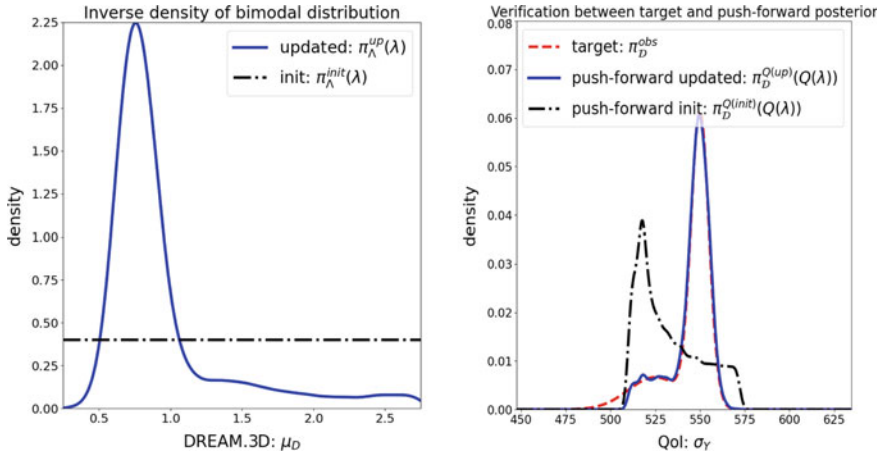 Inverse density of bimodal distribution
updated: π_Λ^{up}(λ)
init: π_Λ^{init}(λ)
density
2.25
2.00
1.75
1.50
1.25
1.00
0.75
0.50
0.25
0.00
0.5 1.0 1.5 2.0 2.5
DREAM.3D: μ_D
Verification between target and push-forward posterior
target: π_𝒟^{obs}
push-forward updated: π_𝒟^{Q(up)}(Q(λ))
push-forward init: π_𝒟^{Q(init)}(Q(λ))
density
0.08
0.07
0.06
0.05
0.04
0.03
0.02
0.01
0.00
450 475 500 525 550 575 600 625
QoI: σ_Y